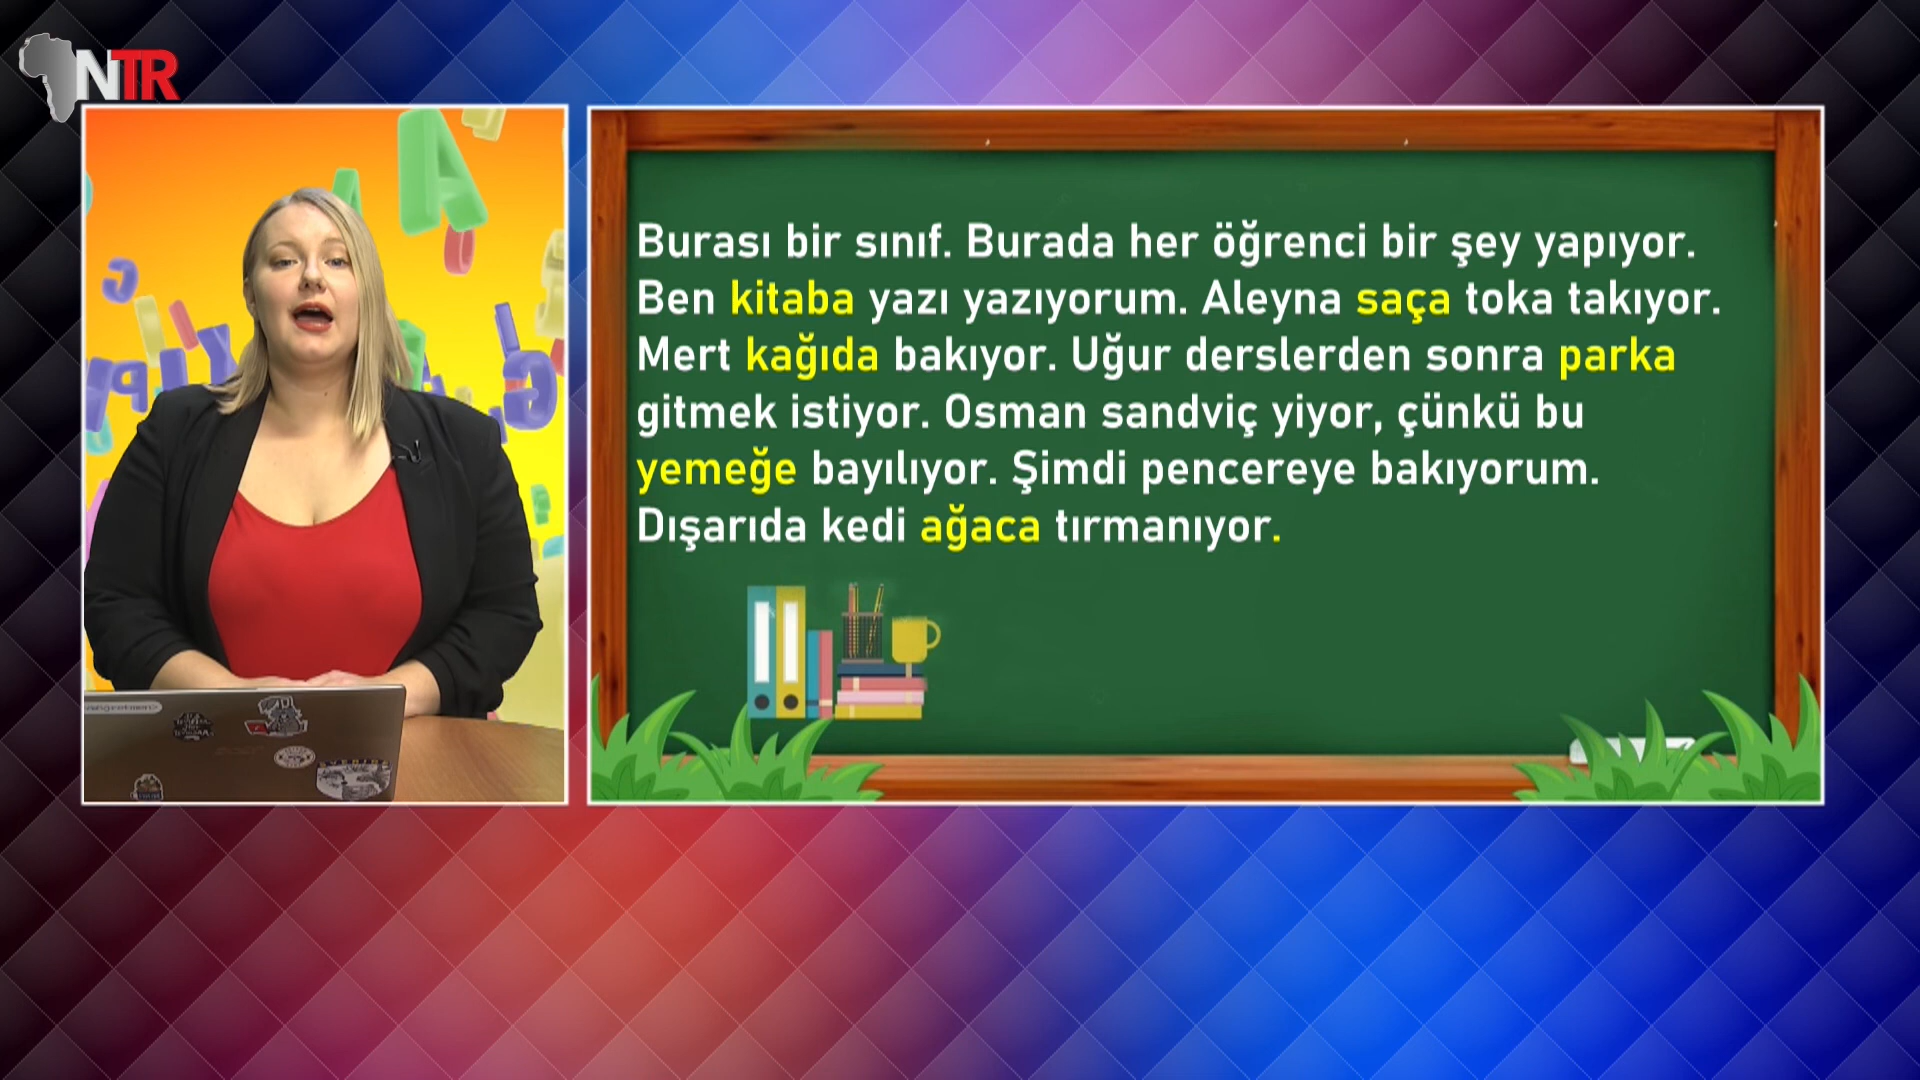 NTR
Burası bir sınıf. Burada her öğrenci bir şey yapıyor.
Ben kitaba yazı yazıyorum. Aleyna saça toka takıyor.
Mert kağıda bakıyor. Uğur derslerden sonra parka
gitmek istiyor. Osman sandviç yiyor, çünkü bu
yemeğe bayılıyor. Şimdi pencereye bakıyorum.
Dışarıda kedi ağaca tırmanıyor.